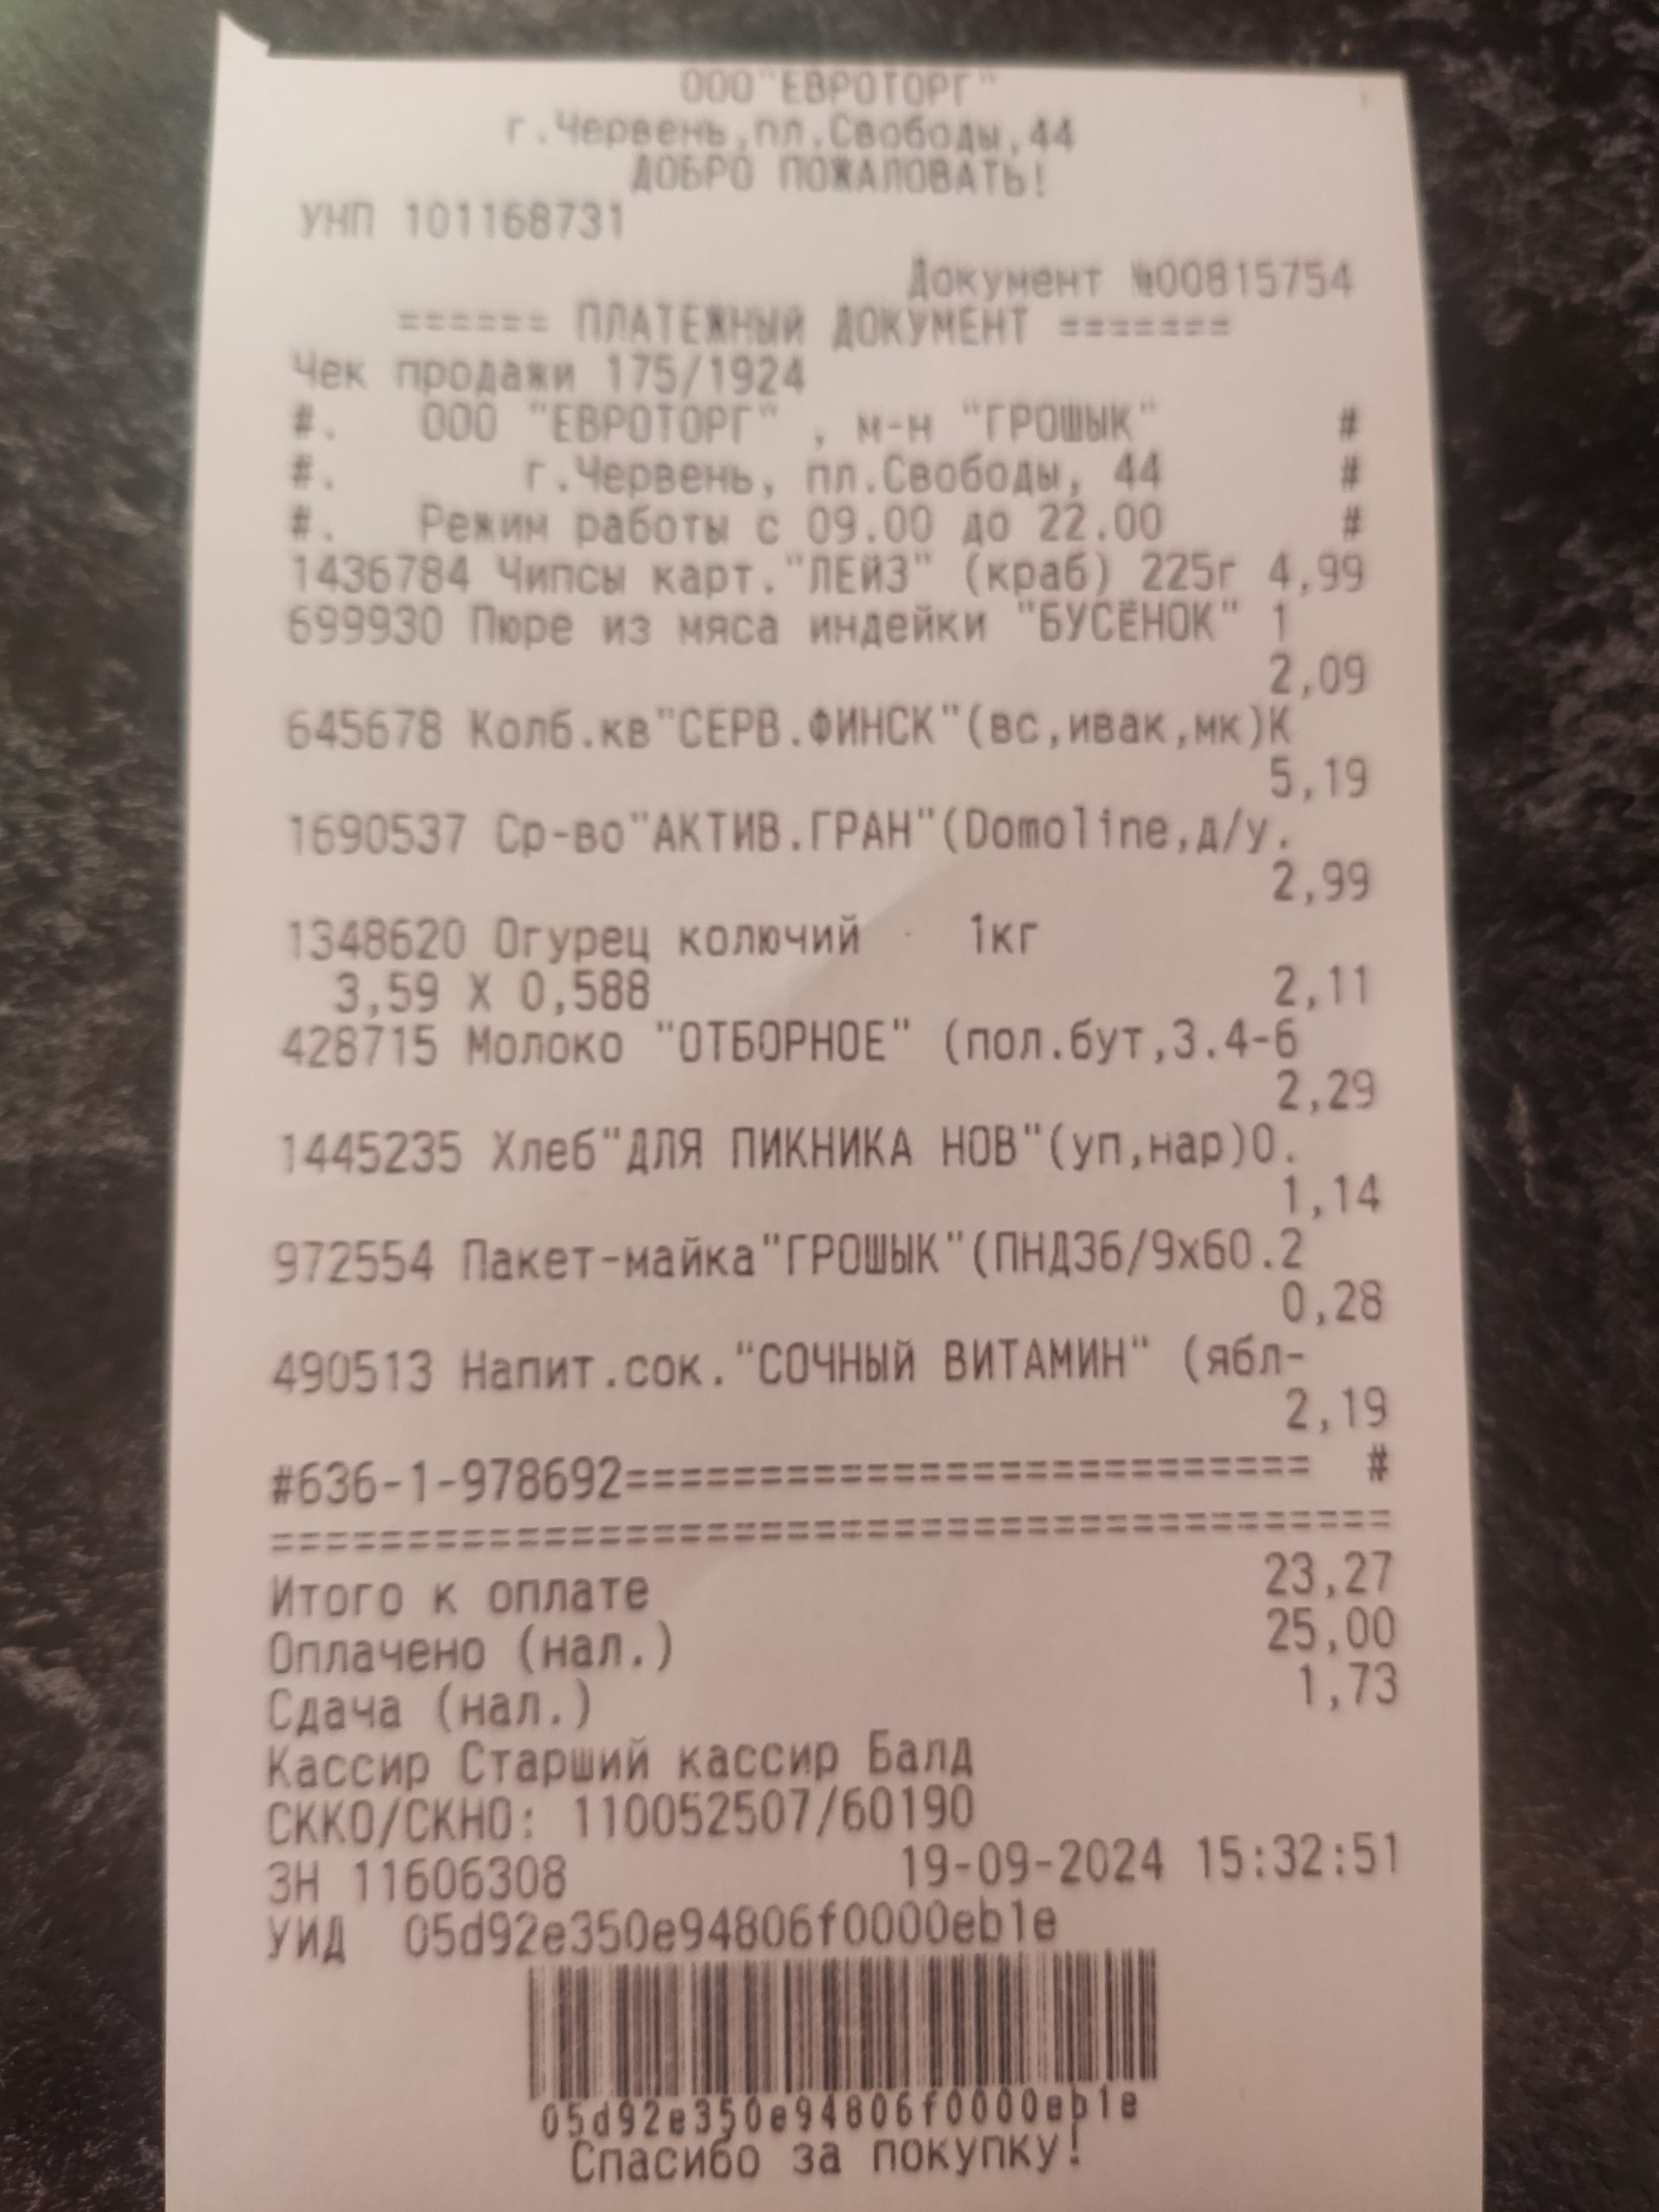 ООО"ЕВРОТОРГ"
г.Червень,пл.Свободы,44
ДОБРО ПОЖАЛОВАТЬ!
УНП 101168731
Документ №00815754
====== ПЛАТЕЖНЫЙ ДОКУМЕНТ =======
Чек продажи 175/1924
#. ООО "ЕВРОТОРГ" , м-н "ГРОШЫК" #
#. г.Червень, пл.Свободы, 44 #
#. Режим работы с 09.00 до 22.00 #
1436784 Чипсы карт."ЛЕЙЗ" (краб) 225г 4,99
699930 Пюре из мяса индейки "БУСЁНОК" 1
2,09
645678 Колб.кв"СЕРВ.ФИНСК"(вс,ивак,мк)К
5,19
1690537 Ср-во"АКТИВ.ГРАН"(Domoline,д/у.
2,99
1348620 Огурец колючий 1кг
3,59 X 0,588 2,11
428715 Молоко "ОТБОРНОЕ" (пол.бут,3.4-6
2,29
1445235 Хлеб"ДЛЯ ПИКНИКА НОВ"(уп,нар)0.
1,14
972554 Пакет-майка"ГРОШЫК"(ПНД36/9х60.2
0,28
490513 Напит.сок."СОЧНЫЙ ВИТАМИН" (ябл-
2,19
#636-1-978692========================= #
=========================================
Итого к оплате 23,27
Оплачено (нал.) 25,00
Сдача (нал.) 1,73
Кассир Старший кассир Балд
СККО/СКНО: 110052507/60190
ЗН 11606308 19-09-2024 15:32:51
УИД 05d92e350e94806f0000eb1e
05d92e350e94806f0000eb1e
Спасибо за покупку!